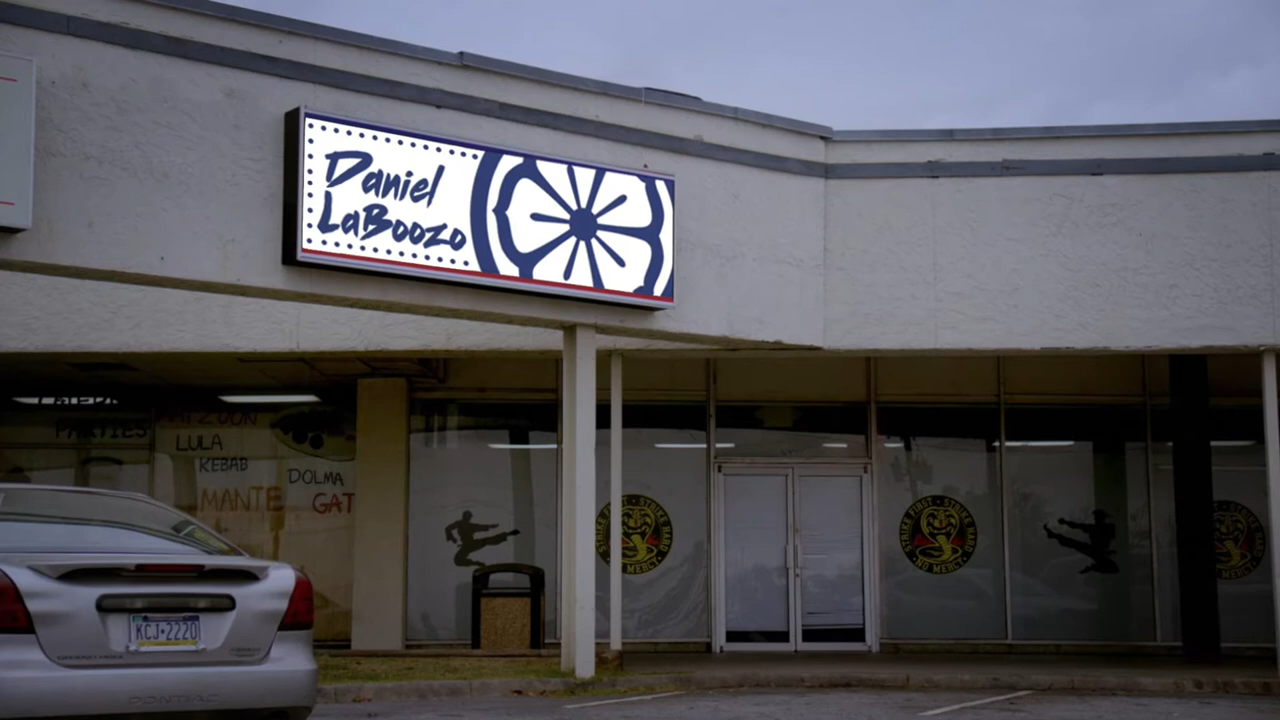 Daniel
LaBoozo
PARTIES
LULA
KEBAB
DOLMA
MANTE
GAT
STRIKE FIRST • STRIKE HARD
NO MERCY
STRIKE FIRST • STRIKE HARD
NO MERCY
KCJ•2220
PONTIAC